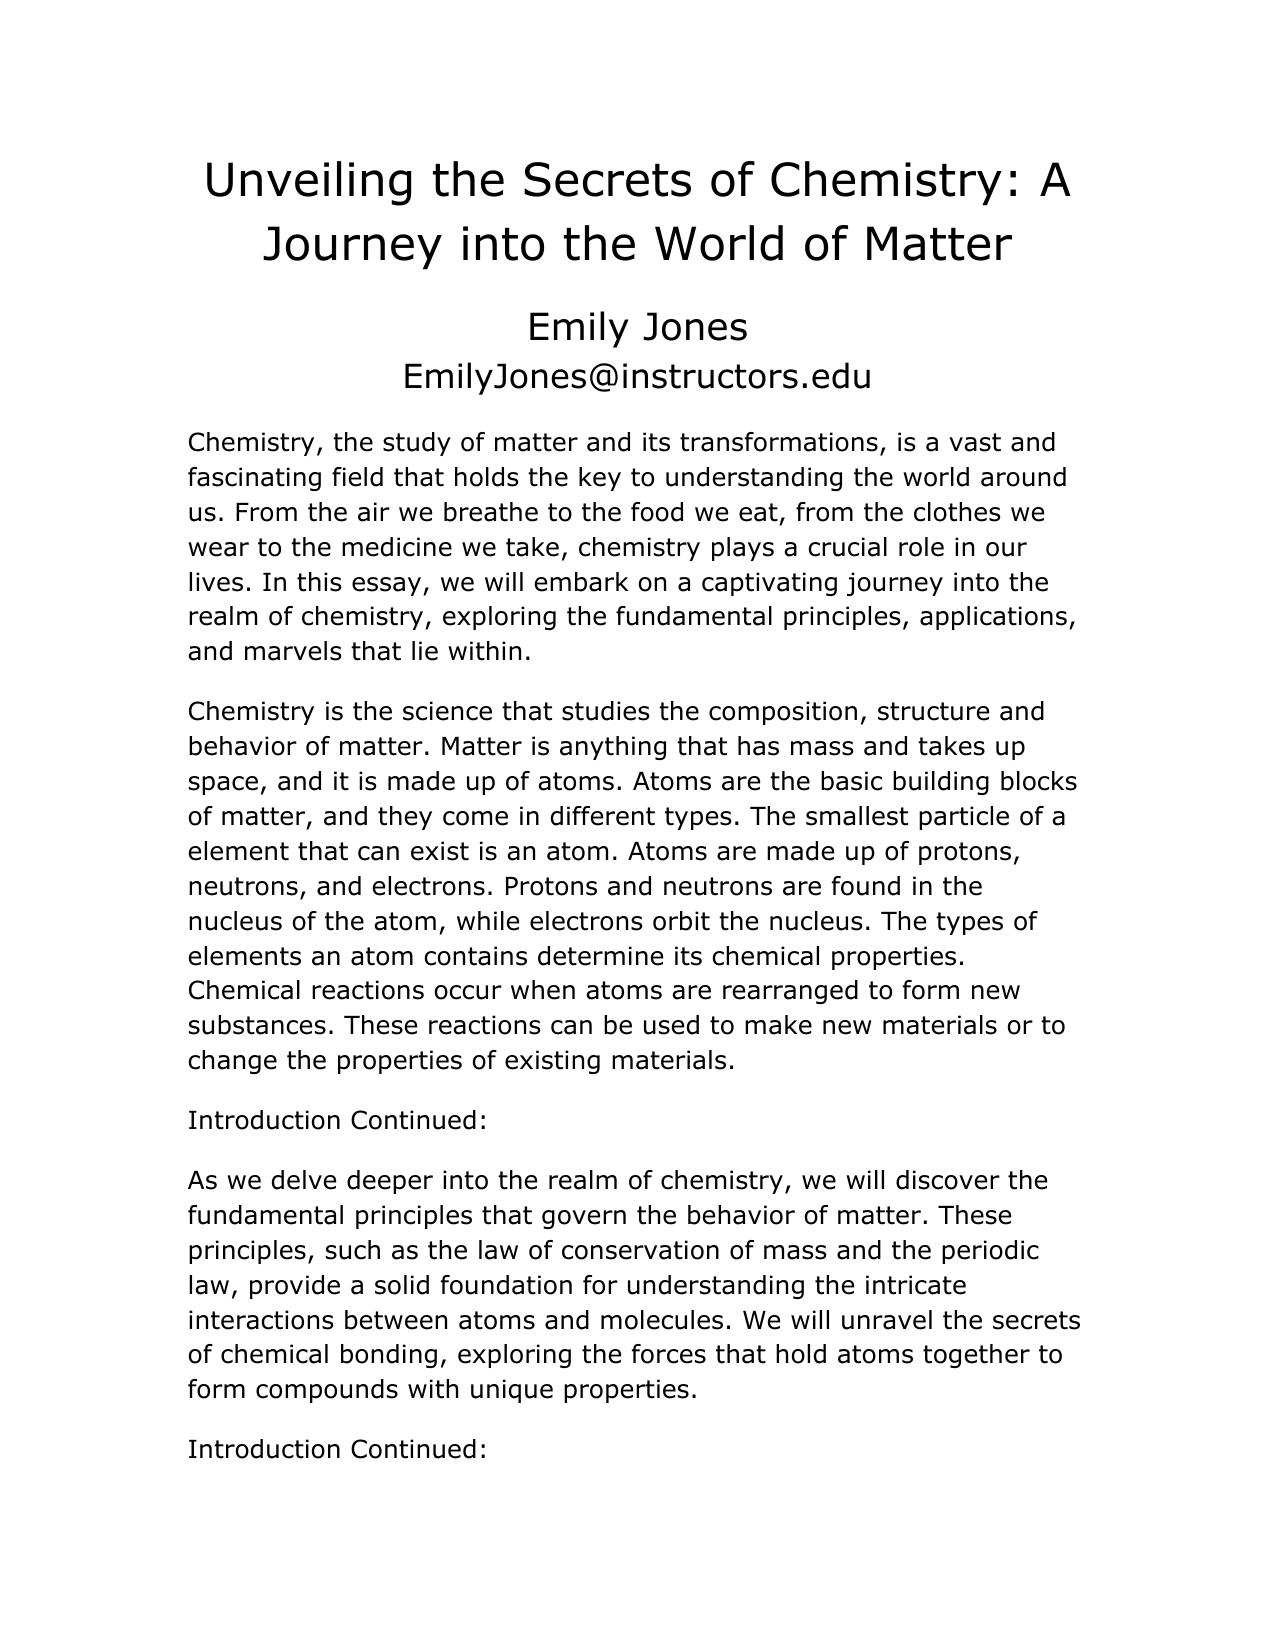 Unveiling the Secrets of Chemistry: A
Journey into the World of Matter
Emily Jones
EmilyJones@instructors.edu
Chemistry, the study of matter and its transformations, is a vast and
fascinating field that holds the key to understanding the world around
us. From the air we breathe to the food we eat, from the clothes we
wear to the medicine we take, chemistry plays a crucial role in our
lives. In this essay, we will embark on a captivating journey into the
realm of chemistry, exploring the fundamental principles, applications,
and marvels that lie within.
Chemistry is the science that studies the composition, structure and
behavior of matter. Matter is anything that has mass and takes up
space, and it is made up of atoms. Atoms are the basic building blocks
of matter, and they come in different types. The smallest particle of a
element that can exist is an atom. Atoms are made up of protons,
neutrons, and electrons. Protons and neutrons are found in the
nucleus of the atom, while electrons orbit the nucleus. The types of
elements an atom contains determine its chemical properties.
Chemical reactions occur when atoms are rearranged to form new
substances. These reactions can be used to make new materials or to
change the properties of existing materials.
Introduction Continued:
As we delve deeper into the realm of chemistry, we will discover the
fundamental principles that govern the behavior of matter. These
principles, such as the law of conservation of mass and the periodic
law, provide a solid foundation for understanding the intricate
interactions between atoms and molecules. We will unravel the secrets
of chemical bonding, exploring the forces that hold atoms together to
form compounds with unique properties.
Introduction Continued: